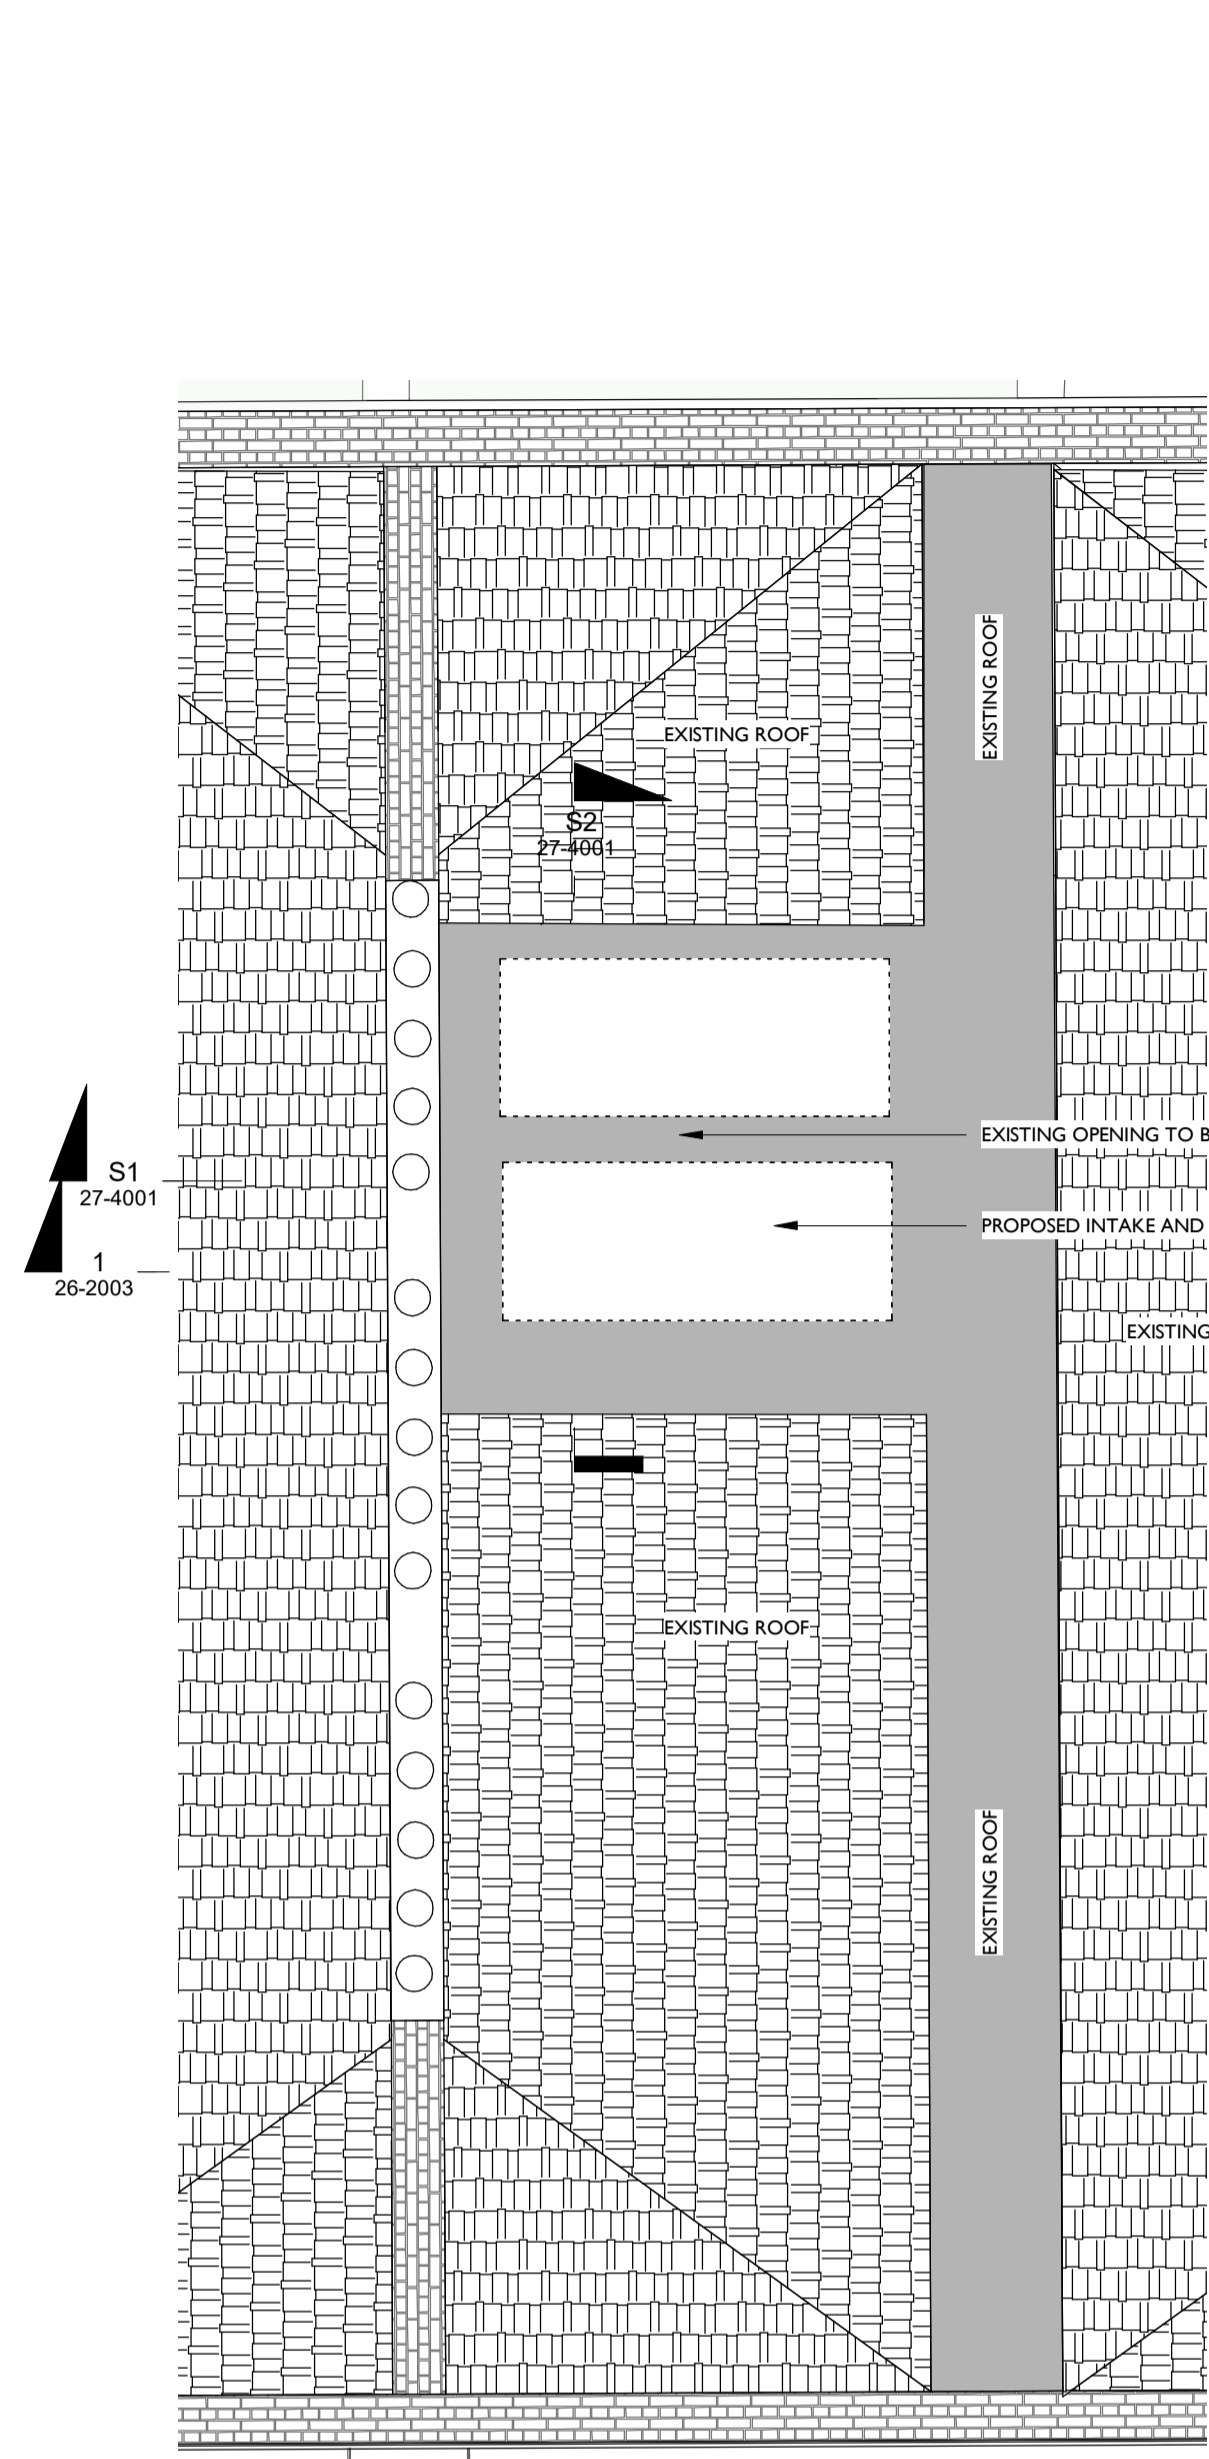 EXISTING ROOF
EXISTING ROOF
S2
27-4001
EXISTING OPENING TO B
S1
27-4001
PROPOSED INTAKE AND
1
26-2003
EXISTING
EXISTING ROOF
EXISTING ROOF